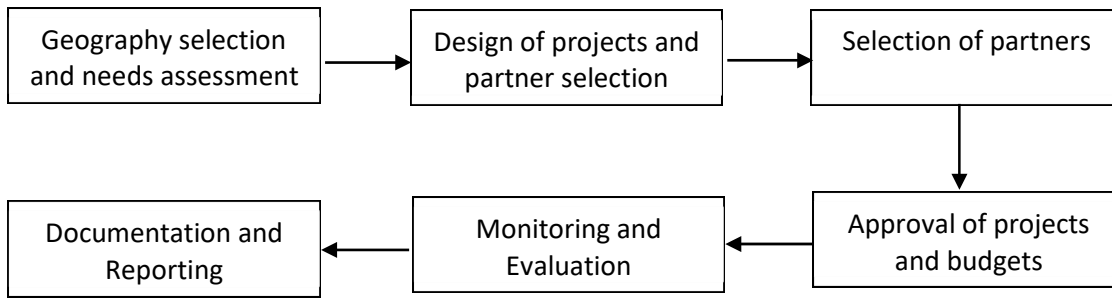 Geography selection
and needs assessment
Design of projects and
partner selection
Selection of partners
Approval of projects
and budgets
Monitoring and
Evaluation
Documentation and
Reporting